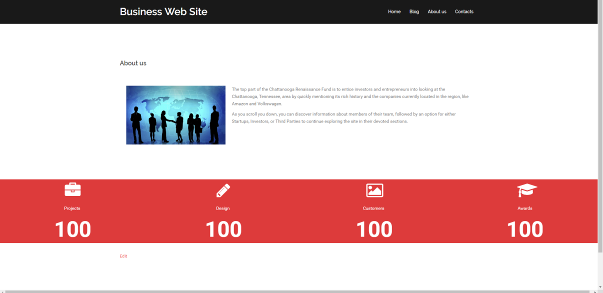 Business Web Site
Home Blog About us Contacts
About us
The top part of the Chattanooga Renaissance Fund is to entice investors and entrepreneurs into looking at the
Chattanooga, Tennessee, area by quickly mentioning its rich history and the companies currently located in the region, like
Amazon and Volkswagen.
As you scroll you down, you can discover information about members of their team, followed by an option for either
Startups, Investors, or Third Parties to continue exploring the site in their devoted sections.
Projects Design Customers Awards
100 100 100 100
Edit